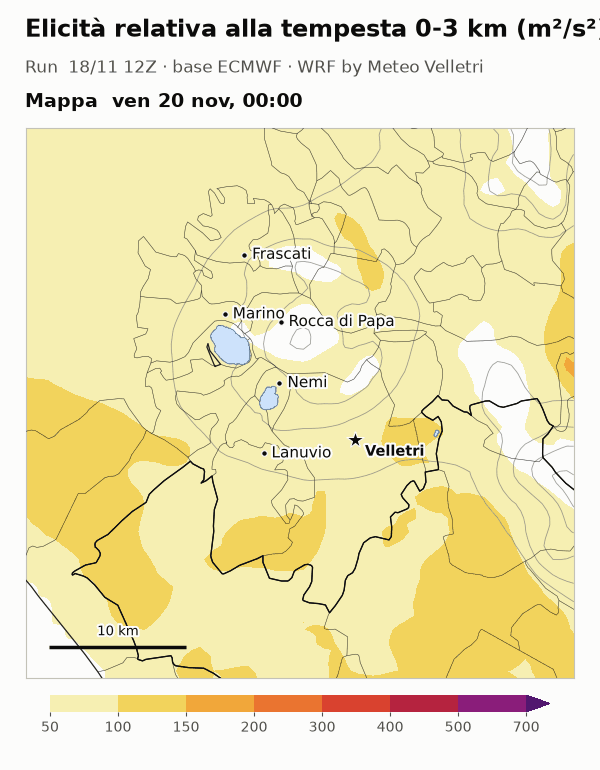 Elicità relativa alla tempesta 0-3 km (m²/s²)
Run  18/11 12Z · base ECMWF · WRF by Meteo Velletri
Mappa  ven 20 nov, 00:00
Frascati
Marino
Rocca di Papa
Nemi
Lanuvio
Velletri
10 km
50 100 150 200 300 400 500 700